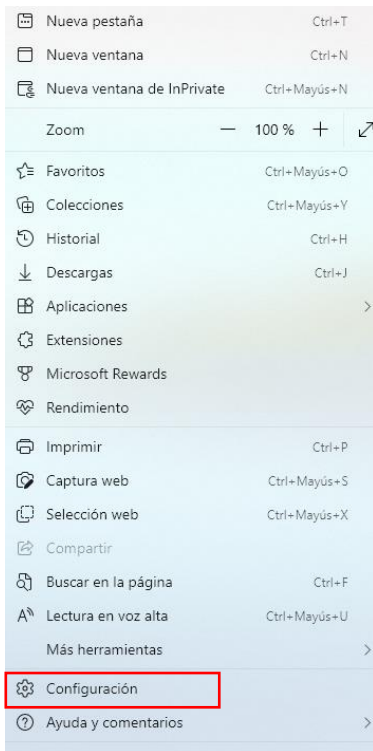 Nueva pestaña Ctrl+T
Nueva ventana Ctrl+N
Nueva ventana de InPrivate Ctrl+Mayús+N
Zoom — 100 % +
Favoritos Ctrl+Mayús+O
Colecciones Ctrl+Mayús+Y
Historial Ctrl+H
Descargas Ctrl+J
Aplicaciones
Extensiones
Microsoft Rewards
Rendimiento
Imprimir Ctrl+P
Captura web Ctrl+Mayús+S
Selección web Ctrl+Mayús+X
Compartir
Buscar en la página Ctrl+F
Lectura en voz alta Ctrl+Mayús+U
Más herramientas
Configuración
Ayuda y comentarios